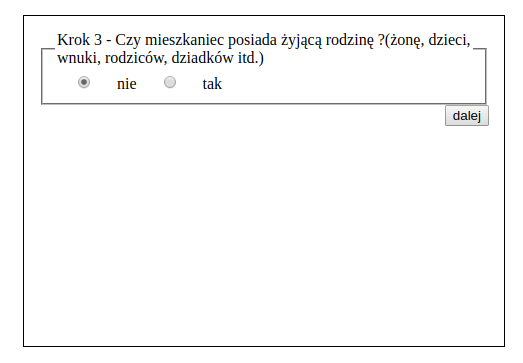 Krok 3 - Czy mieszkaniec posiada żyjącą rodzinę ?(żonę, dzieci,
wnuki, rodziców, dziadków itd.)
nie tak
dalej